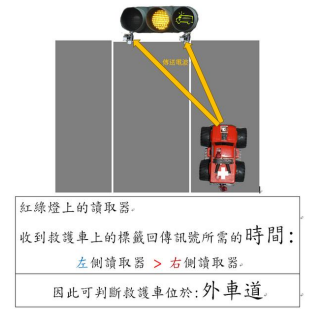 傳送電波
紅綠燈上的讀取器
收到救護車上的標籤回傳訊號所需的時間：
左側讀取器 > 右側讀取器
因此可判斷救護車位於：外車道